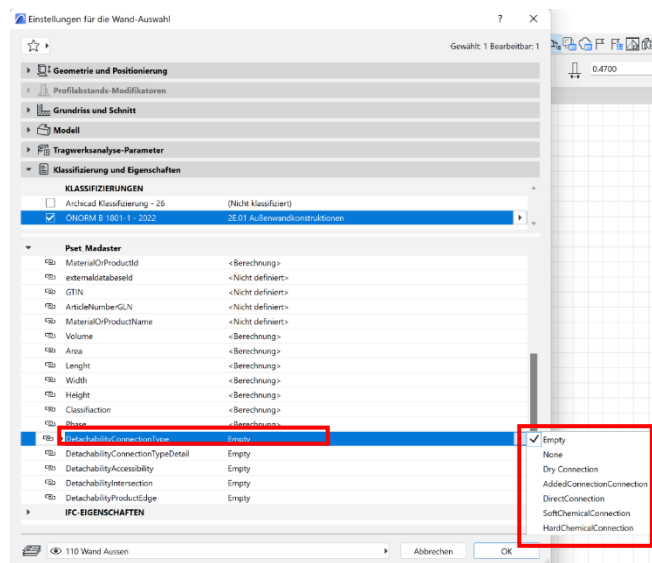 Einstellungen für die Wand-Auswahl ? X
Gewählt: 1 Bearbeitbar: 1
Geometrie und Positionierung
0.4700
Profilabstands-Modifikatoren
Grundriss und Schnitt
Modell
Tragwerksanalyse-Parameter
Klassifizierung und Eigenschaften
KLASSIFIZIERUNGEN
Archicad Klassifizierung - 26 (Nicht klassifiziert)
ÖNORM B 1801-1 - 2022 2E.01 Außenwandkonstruktionen
Pset_Madaster
MaterialOrProductId <Berechnung>
externaldatabaseId <Nicht definiert>
GTIN <Nicht definiert>
ArticleNumberGLN <Nicht definiert>
MaterialOrProductName <Nicht definiert>
Volume <Berechnung>
Area <Berechnung>
Lenght <Berechnung>
Width <Berechnung>
Height <Berechnung>
Classifiaction <Berechnung>
Phase <Berechnung>
DetachabilityConnectionType Empty
DetachabilityConnectionTypeDetail Empty
DetachabilityAccessibility Empty
DetachabilityIntersection Empty
DetachabilityProductEdge Empty
IFC-EIGENSCHAFTEN
Empty
None
Dry Connection
AddedConnectionConnection
DirectConnection
SoftChemicalConnection
HardChemicalConnection
110 Wand Aussen Abbrechen OK